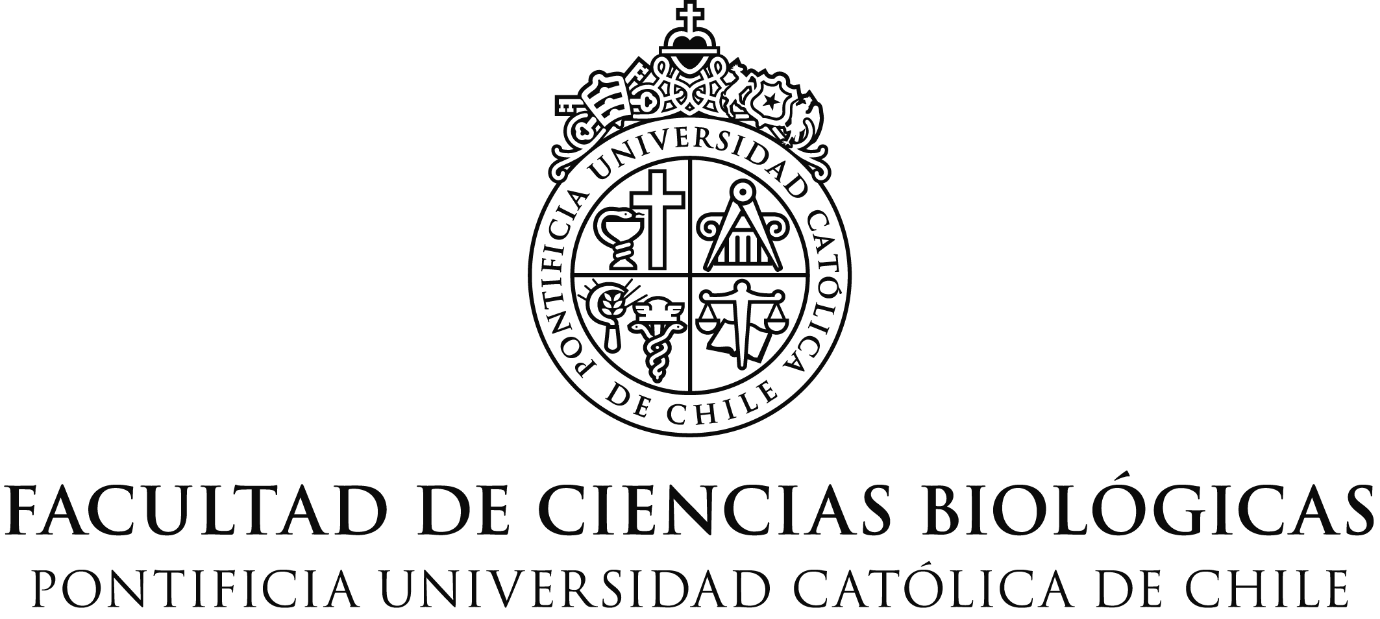 PONTIFICIA UNIVERSIDAD CATÓLICA DE CHILE
FACULTAD DE CIENCIAS BIOLÓGICAS
PONTIFICIA UNIVERSIDAD CATÓLICA DE CHILE